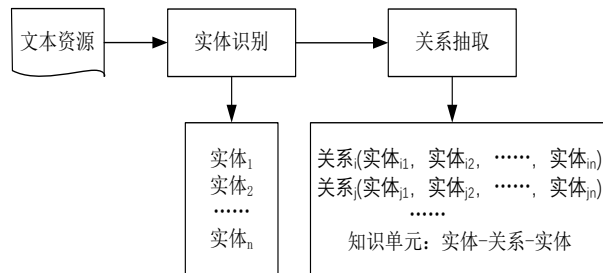 文本资源
实体识别
关系抽取
实体1
实体2
……
实体n
关系i(实体i1, 实体i2, ……, 实体in)
关系j(实体j1, 实体j2, ……, 实体jn)
……
知识单元：实体-关系-实体